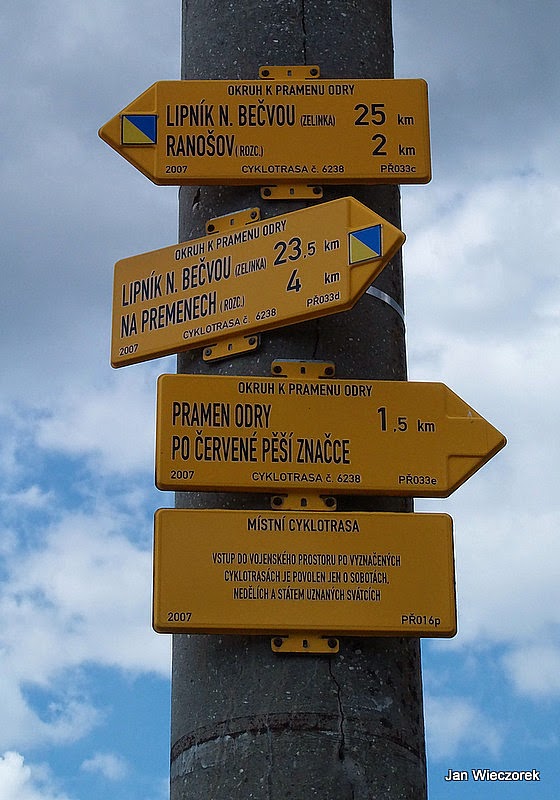 OKRUH K PRAMENU ODRY
LIPNÍK N. BEČVOU (ZELINKA) 25 km
RANOŠOV (ROZC.) 2 km
2007 CYKLOTRASA č. 6238 PŘ033c
OKRUH K PRAMENU ODRY
LIPNÍK N. BEČVOU (ZELINKA) 23,5 km
NA PREMENECH (ROZC.) 4 km
2007 CYKLOTRASA č. 6238 PŘ033d
OKRUH K PRAMENU ODRY
PRAMEN ODRY 1,5 km
PO ČERVENÉ PĚŠÍ ZNAČCE
2007 CYKLOTRASA č. 6238 PŘ033e
MÍSTNÍ CYKLOTRASA
VSTUP DO VOJENSKÉHO PROSTORU PO VYZNAČENÝCH
CYKLOTRASÁCH JE POVOLEN JEN O SOBOTÁCH,
NEDĚLÍCH A STÁTEM UZNANÝCH SVÁTCÍCH
2007 PŘ016p
Jan Wieczorek